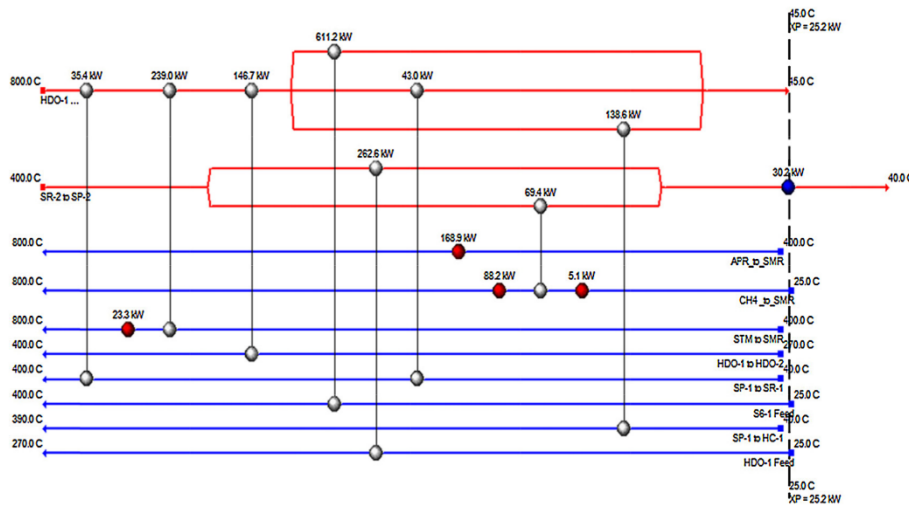 45.0 C
XP = 25.2 kW
611.2 kW
800.0 C
35.4 kW
239.0 kW
146.7 kW
43.0 kW
45.0 C
HDO-1 ...
138.6 kW
262.6 kW
400.0 C
30.2 kW
40.0 C
SR-2 to SP-2
69.4 kW
800.0 C
168.9 kW
400.0 C
APR_to_SMR
800.0 C
88.2 kW
5.1 kW
25.0 C
CH4_to_SMR
800.0 C
23.3 kW
400.0 C
STM to SMR
400.0 C
270.0 C
HDO-1 to HDO-2
400.0 C
40.0 C
SP-1 to SR-1
400.0 C
25.0 C
S6-1 Feed
390.0 C
40.0 C
SP-1 to HC-1
270.0 C
25.0 C
HDO-1 Feed
25.0 C
XP = 25.2 kW